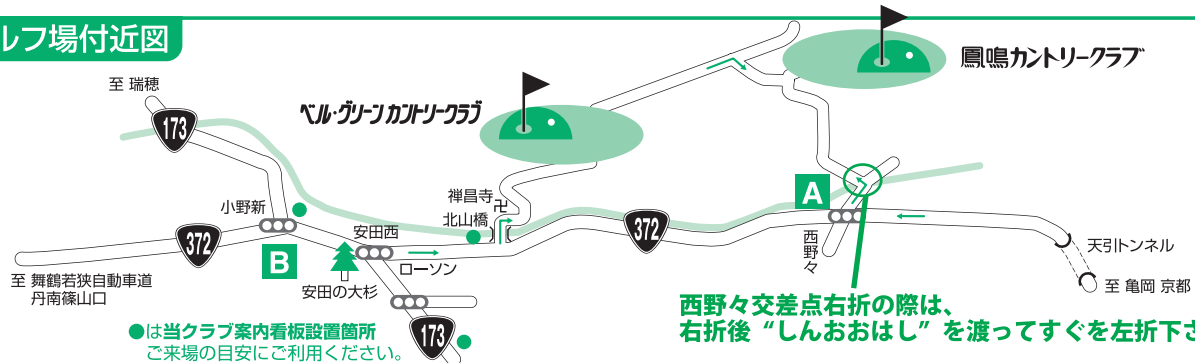 ルフ場付近図
至 瑞穂
173
ベル・グリーンカントリークラブ
鳳鳴カントリークラブ
禅昌寺
卍
北山橋
小野新
安田西
372
B
372
A
西野々
天引トンネル
至 亀岡 京都
ローソン
安田の大杉
至 舞鶴若狭自動車道
丹南篠山口
173
●は当クラブ案内看板設置箇所
ご来場の目安にご利用ください。
西野々交差点右折の際は、
右折後“しんおおはし”を渡ってすぐを左折下さ